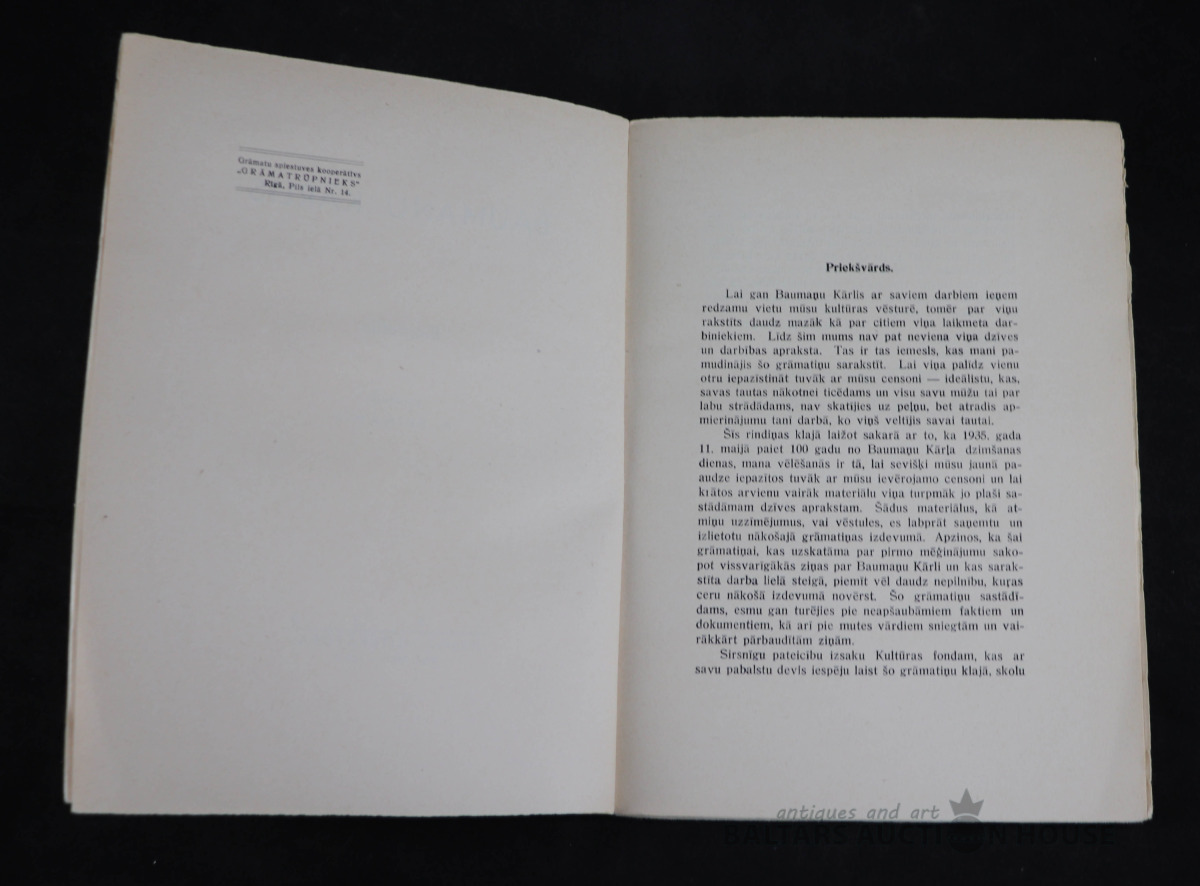 Grāmatu spiestuves kooperātīvs
„GRĀMATRŪPNIEKS“
Rīgā, Pils ielā Nr. 14.
Priekšvārds.
Lai gan Baumaņu Kārlis ar saviem darbiem ieņem
redzamu vietu mūsu kultūras vēsturē, tomēr par viņu
rakstīts daudz mazāk kā par citiem viņa laikmeta dar-
biniekiem. Līdz šim mums nav pat neviena viņa dzīves
un darbības apraksta. Tas ir tas iemesls, kas mani pa-
mudinājis šo grāmatiņu sarakstīt. Lai viņa palīdz vienu
otru iepazīstināt tuvāk ar mūsu censoni — ideālistu, kas,
savas tautas nākotnei ticēdams un visu savu mūžu tai par
labu strādādams, nav skatījies uz peļņu, bet atradis ap-
mierinājumu tanī darbā, ko viņš veltījis savai tautai.
Šīs rindiņas klajā laižot sakarā ar to, ka 1935. gada
11. maijā paiet 100 gadu no Baumaņu Kārļa dzimšanas
dienas, mana vēlēšanās ir tā, lai sevišķi mūsu jaunā pa-
audze iepazītos tuvāk ar mūsu ievērojamo censoni un lai
krātos arvienu vairāk materiālu viņa turpmāk jo plaši sa-
stādāmam dzīves aprakstam. Šādus materiālus, kā at-
miņu uzzīmējumus, vai vēstules, es labprāt saņemtu un
izlietotu nākošajā grāmatiņas izdevumā. Apzinos, ka šai
grāmatiņai, kas uzskatāma par pirmo mēģinājumu sako-
pot vissvarīgākās ziņas par Baumaņu Kārli un kas sarak-
stīta darba lielā steigā, piemīt vēl daudz nepilnību, kuŗas
ceru nākošā izdevumā novērst. Šo grāmatiņu sastādī-
dams, esmu gan turējies pie neapšaubāmiem faktiem un
dokumentiem, kā arī pie mutes vārdiem sniegtām un vai-
rākkārt pārbaudītām ziņām.
Sirsnīgu pateicību izsaku Kultūras fondam, kas ar
savu pabalstu devis iespēju laist šo grāmatiņu klajā, skolu
antiques and art
BALTARS AUCTION HOUSE